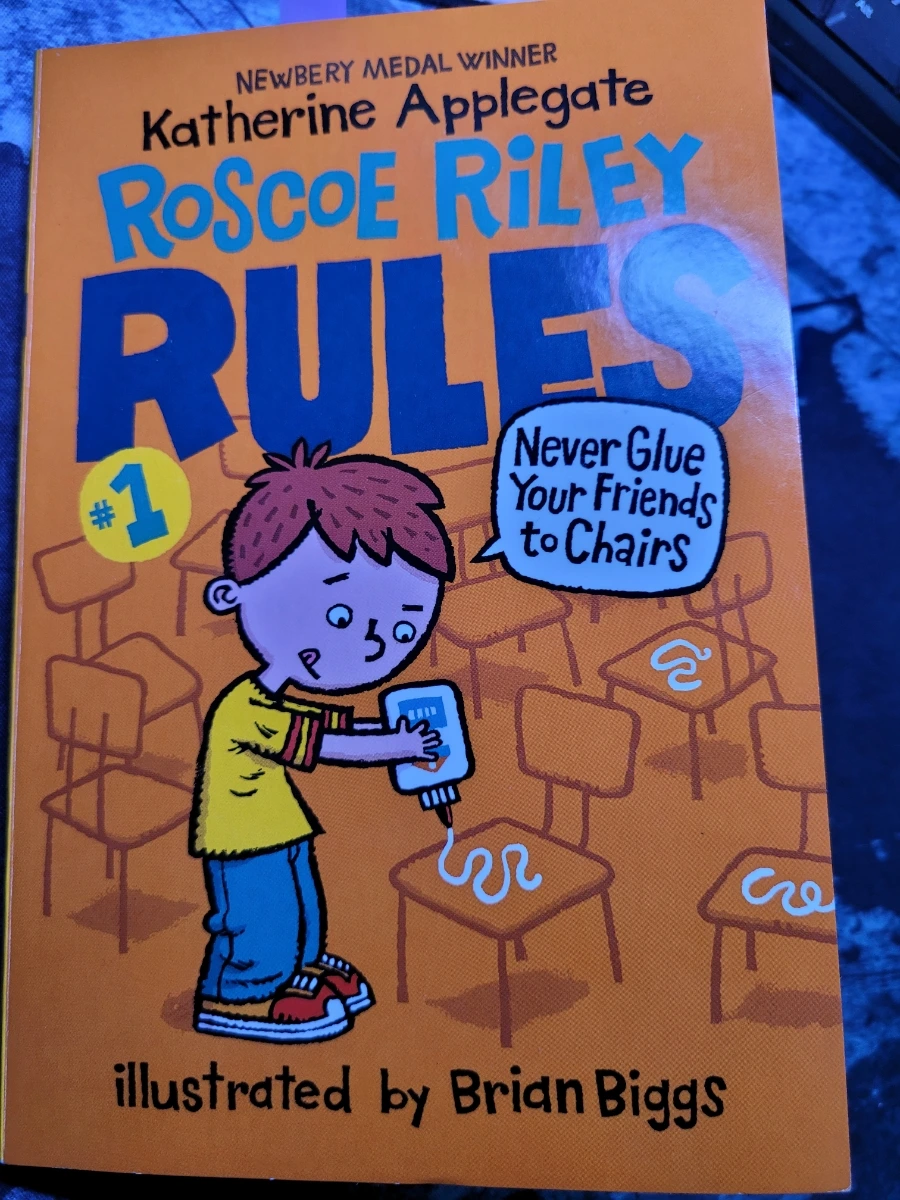 NEWBERY MEDAL WINNER
Katherine Applegate
ROSCOE RILEY
RULES
#1
Never Glue
Your Friends
to Chairs
illustrated by Brian Biggs